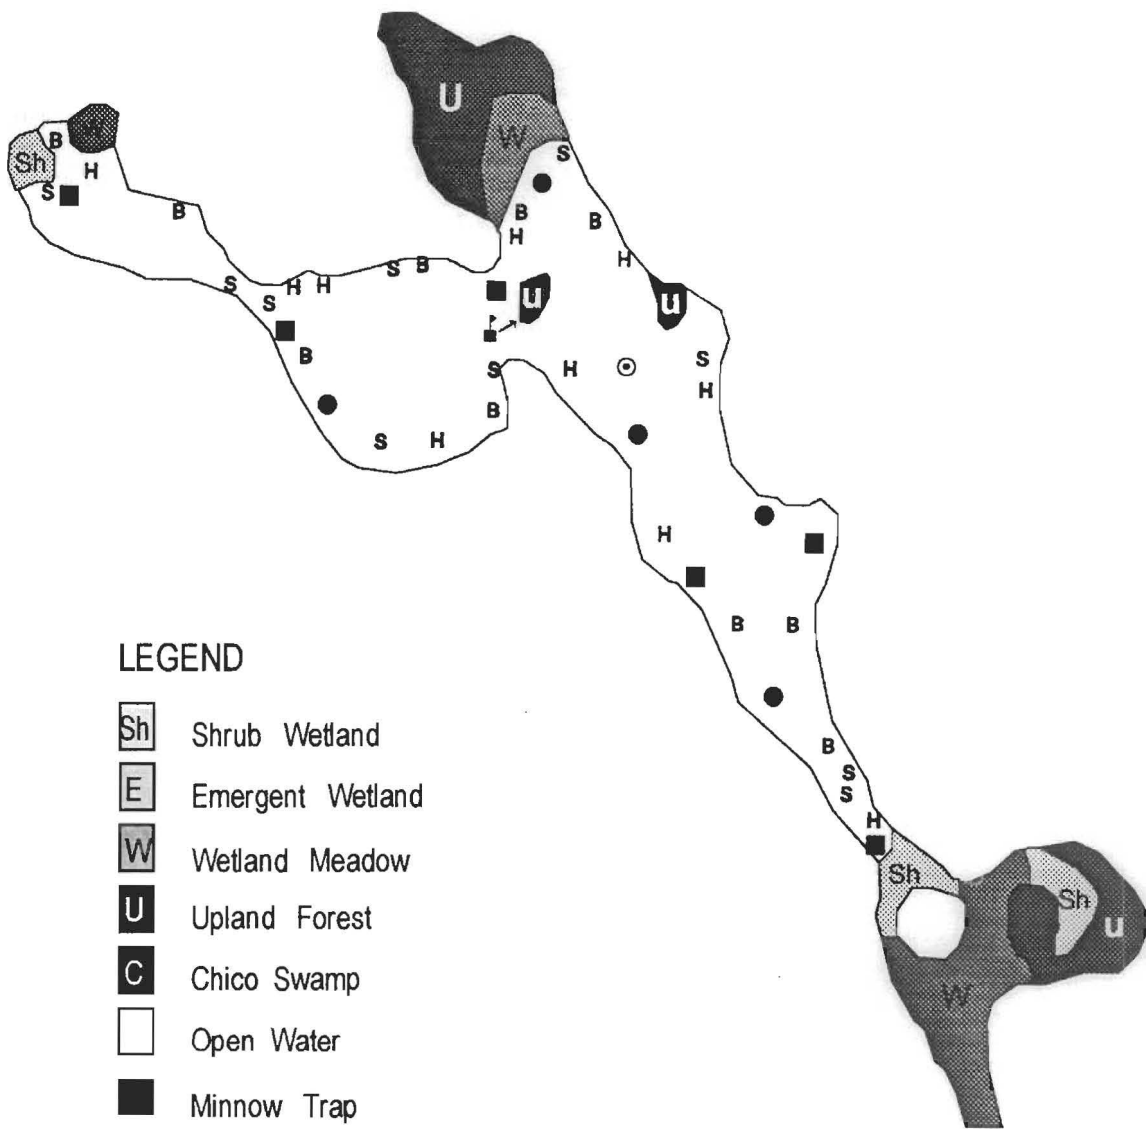 U
W
W
B
Sh
H
S
S
B
B
B
H
H
S
B
S
S
H
H
U
U
B
S
H
S
H
B
S
H
H
B
B
B
S
S
H
Sh
Sh
U
W
LEGEND
Sh Shrub Wetland
E Emergent Wetland
W Wetland Meadow
U Upland Forest
C Chico Swamp
Open Water
Minnow Trap